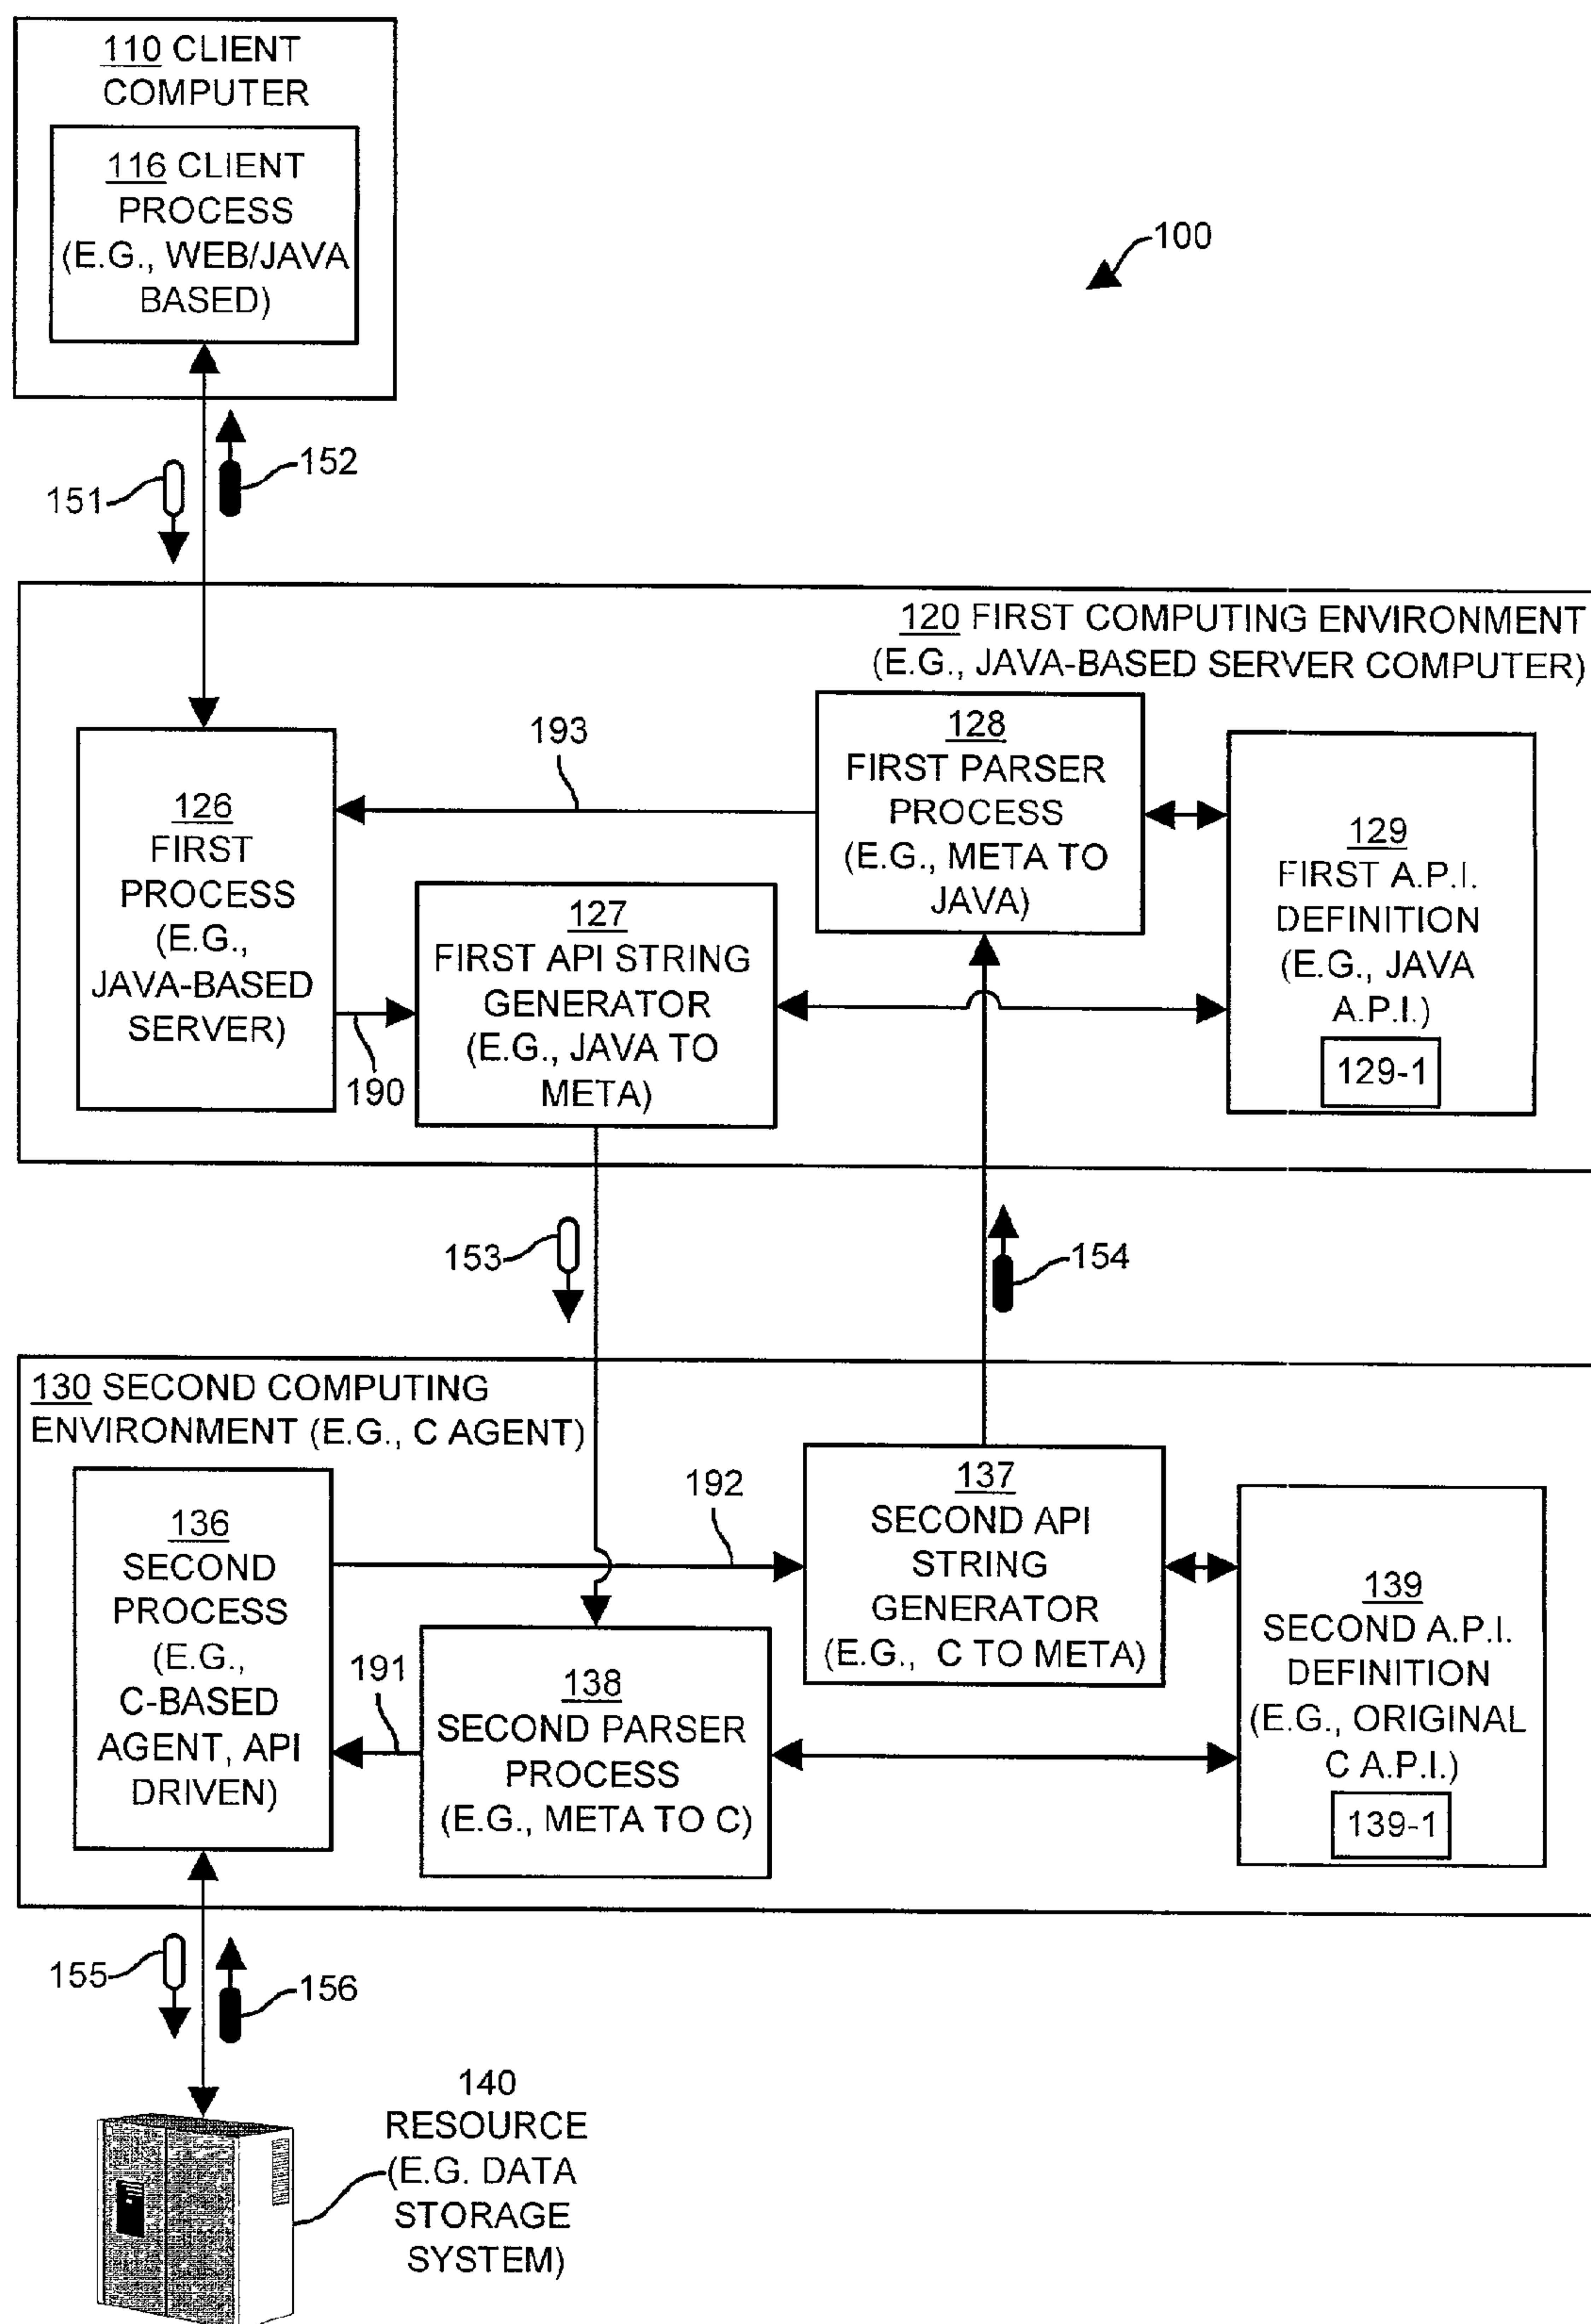 110 CLIENT
COMPUTER
116 CLIENT
PROCESS
(E.G., WEB/JAVA
BASED)
100
152
151
120 FIRST COMPUTING ENVIRONMENT
(E.G., JAVA-BASED SERVER COMPUTER)
193
128
FIRST PARSER
PROCESS
(E.G., META TO
JAVA)
126
FIRST
PROCESS
(E.G.,
JAVA-BASED
SERVER)
129
FIRST A.P.I.
DEFINITION
(E.G., JAVA
A.P.I.)
129-1
127
FIRST API STRING
GENERATOR
(E.G., JAVA TO
META)
190
153
154
130 SECOND COMPUTING
ENVIRONMENT (E.G., C AGENT)
192
137
SECOND API
STRING
GENERATOR
(E.G., C TO META)
136
SECOND
PROCESS
(E.G.,
C-BASED
AGENT, API
DRIVEN)
139
SECOND A.P.I.
DEFINITION
(E.G., ORIGINAL
C A.P.I.)
139-1
191
138
SECOND PARSER
PROCESS
(E.G., META TO C)
155
156
140
RESOURCE
(E.G. DATA
STORAGE
SYSTEM)